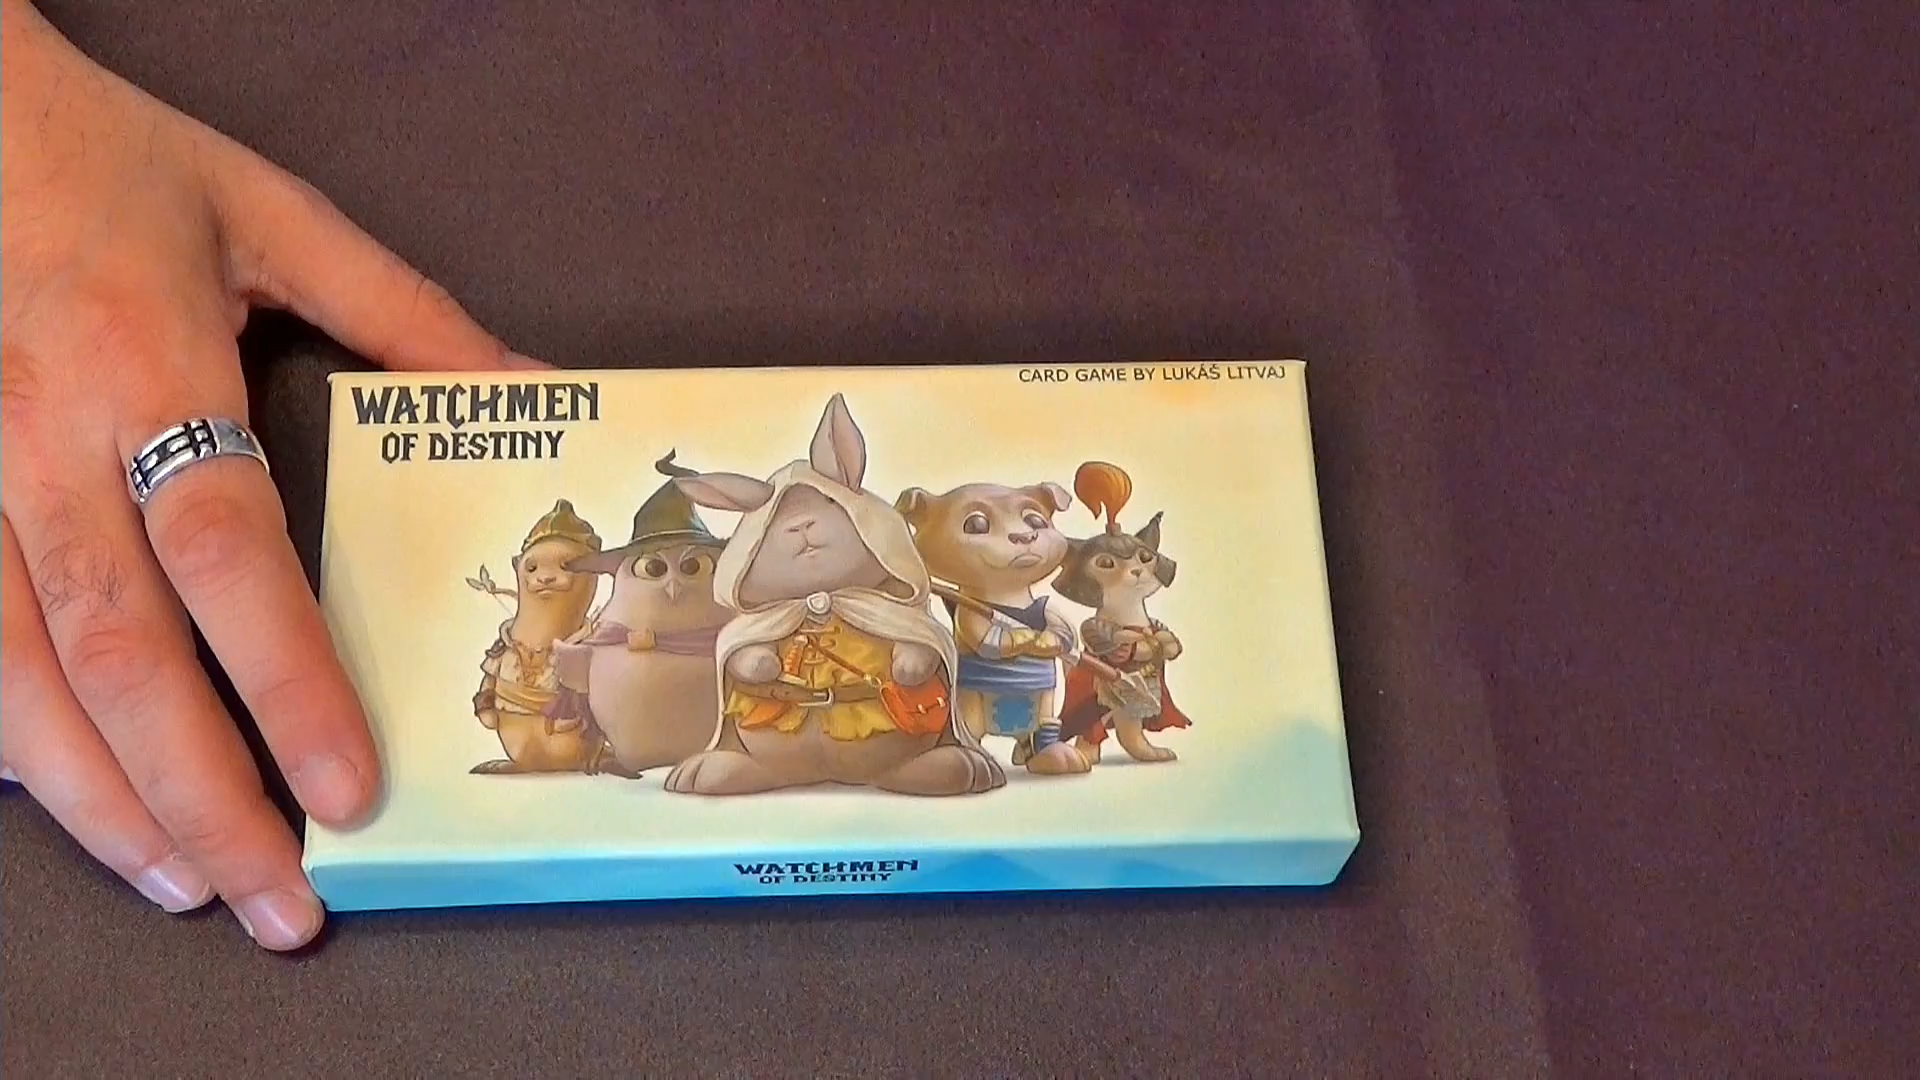 WATCHMEN
OF DESTINY
CARD GAME BY LUKÁŠ LITVAJ
WATCHMEN
OF DESTINY